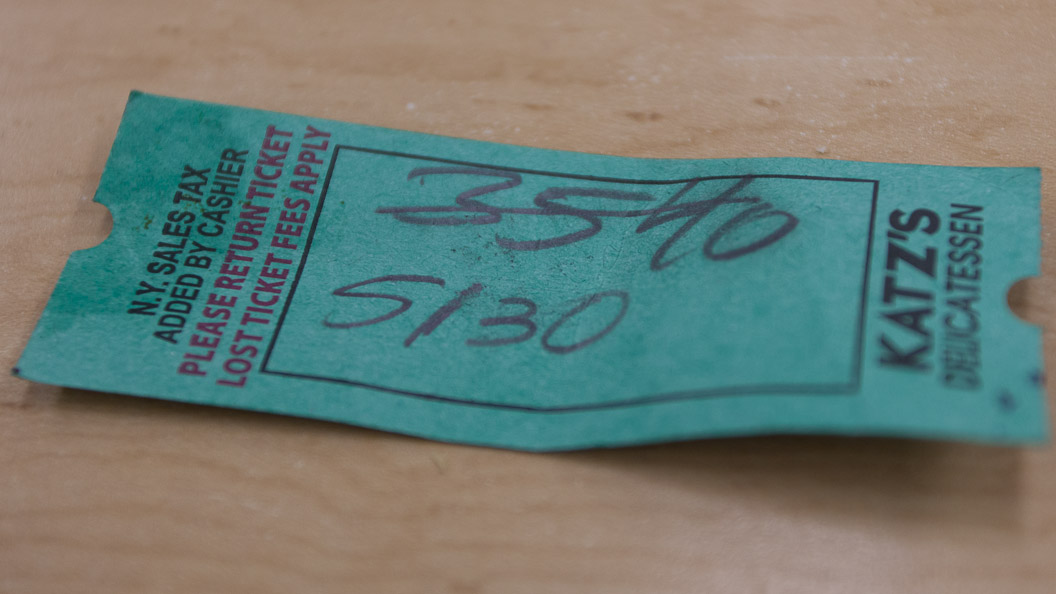 N.Y. SALES TAX
ADDED BY CASHIER
PLEASE RETURN TICKET
LOST TICKET FEES APPLY
3540
5130
KATZ'S
DELICATESSEN